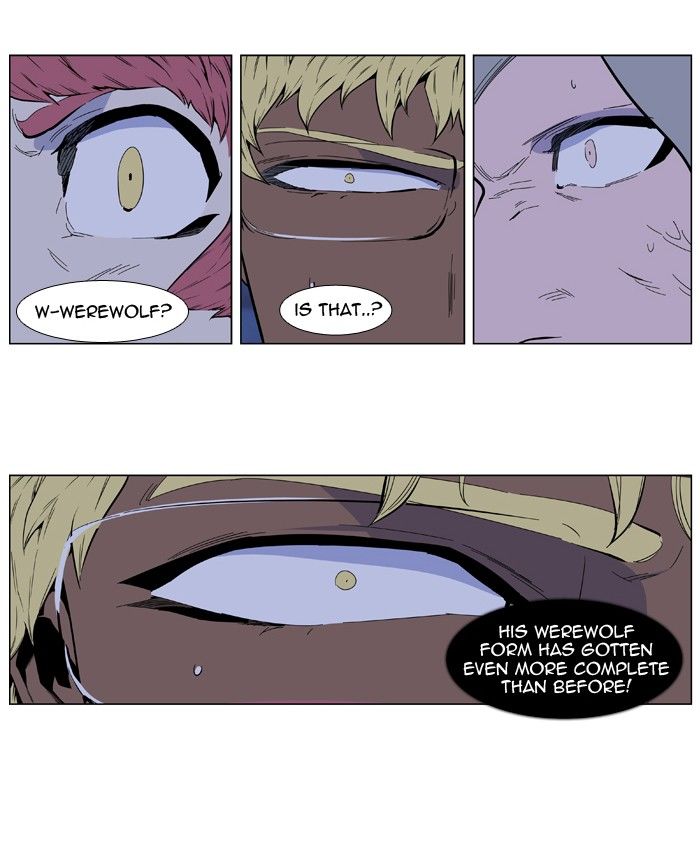 W-WEREWOLF?
IS THAT..?
HIS WEREWOLF
FORM HAS GOTTEN
EVEN MORE COMPLETE
THAN BEFORE!